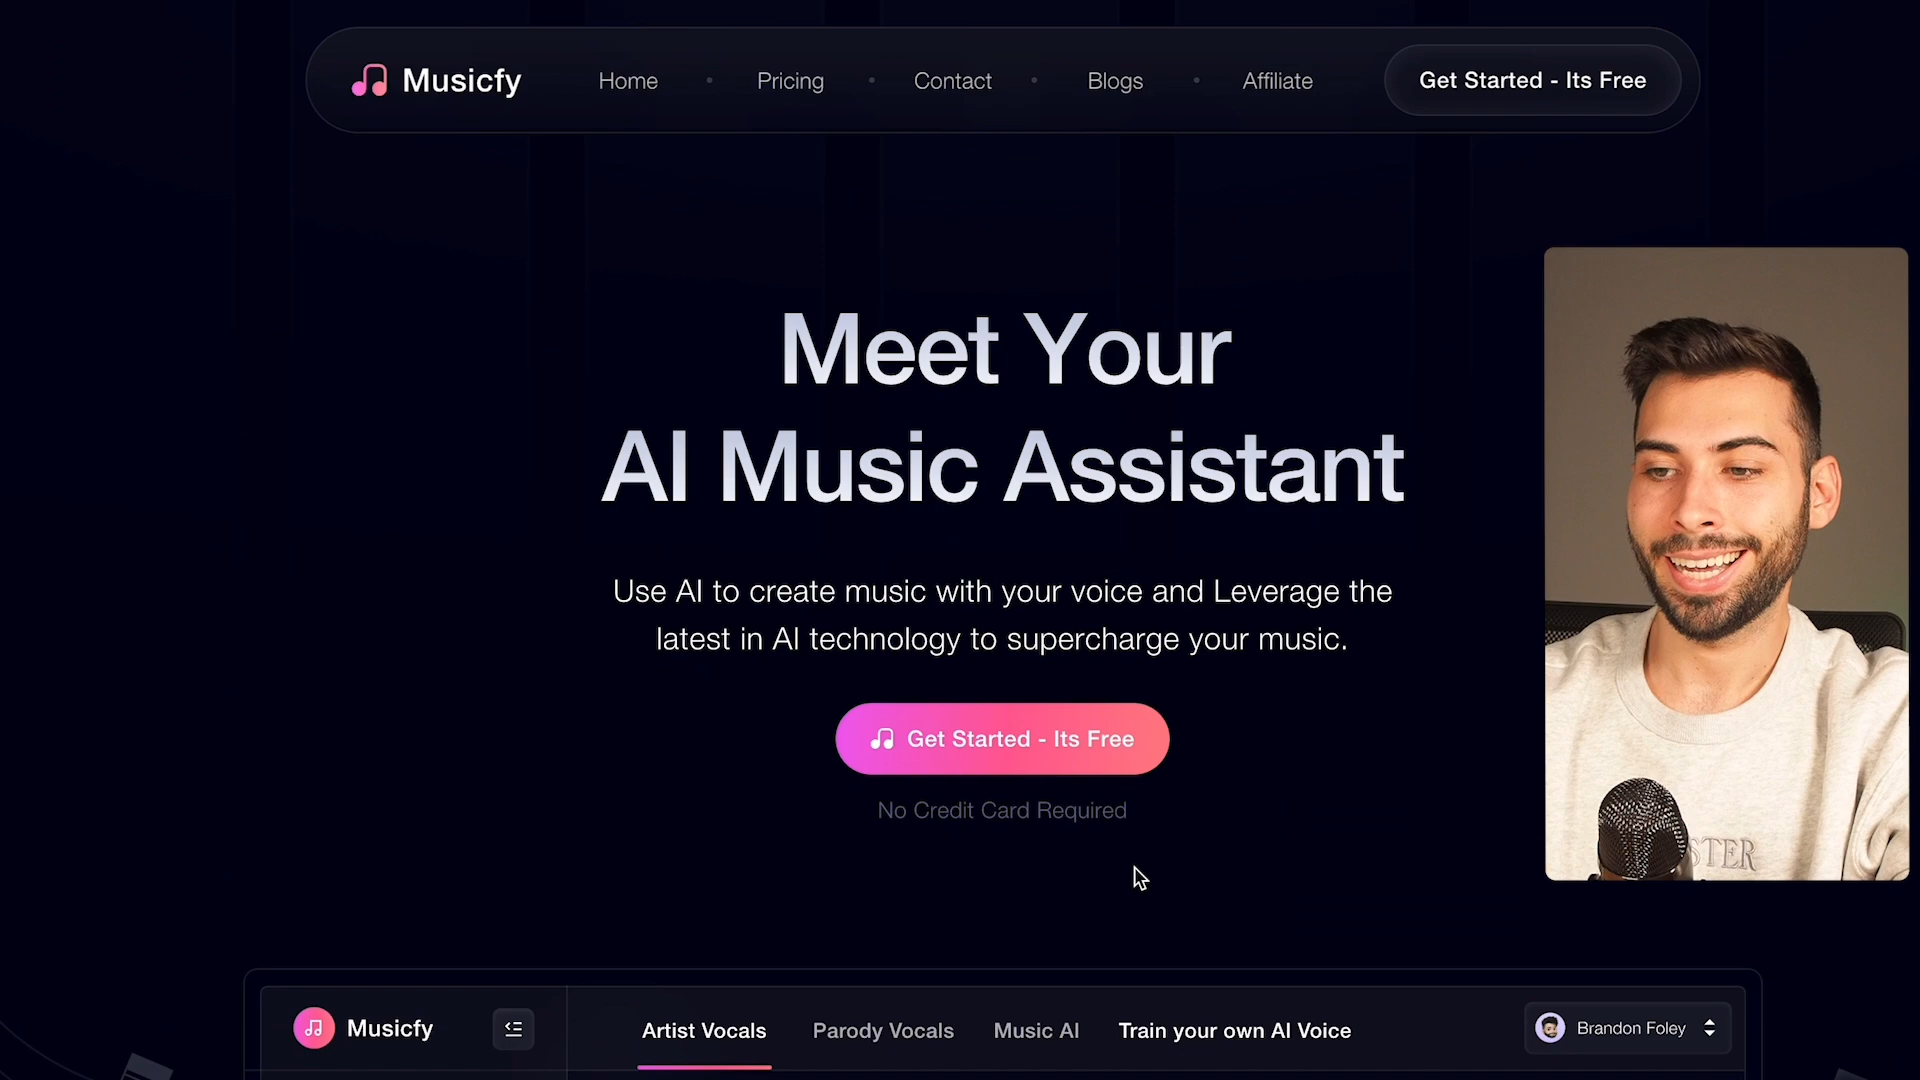 Musicfy
Home
Pricing
Contact
Blogs
Affiliate
Get Started - Its Free
Meet Your
AI Music Assistant
Use AI to create music with your voice and Leverage the
latest in AI technology to supercharge your music.
Get Started - Its Free
No Credit Card Required
STER
Musicfy
Artist Vocals
Parody Vocals
Music AI
Train your own AI Voice
Brandon Foley